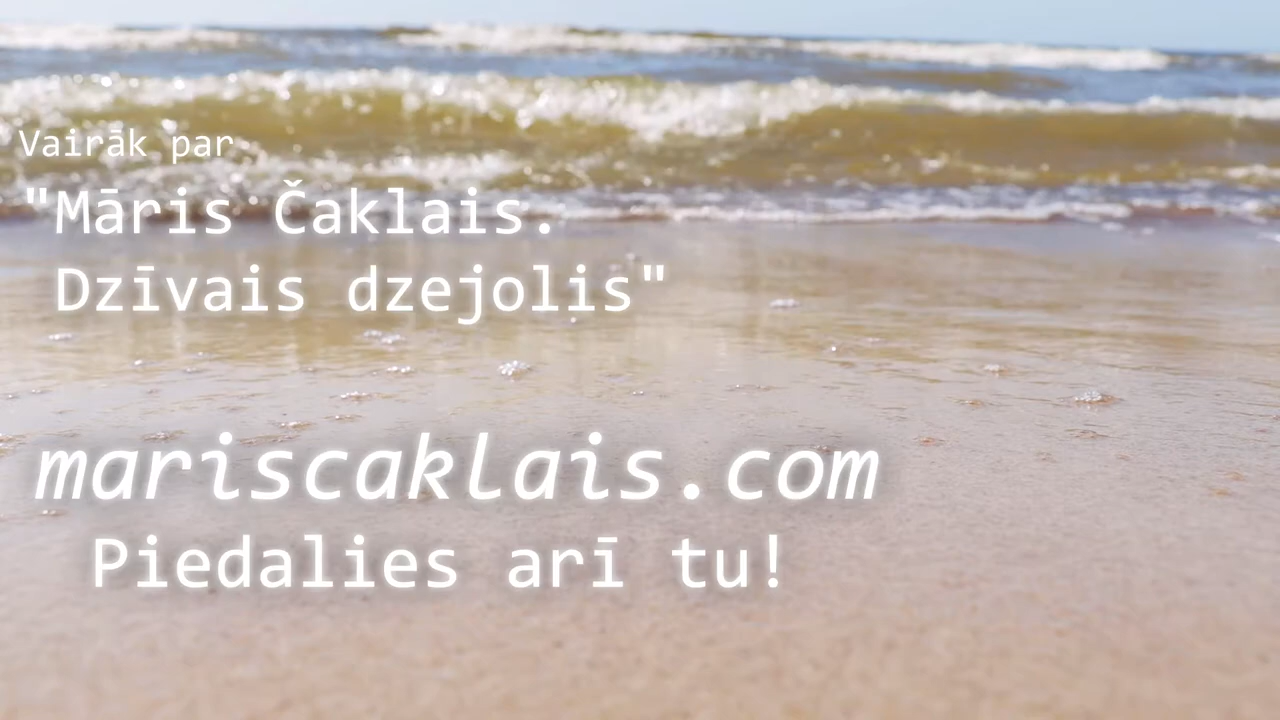 Vairāk par
"Māris Čaklais.
Dzīvais dzejolis"
mariscaklais.com
Piedalies arī tu!